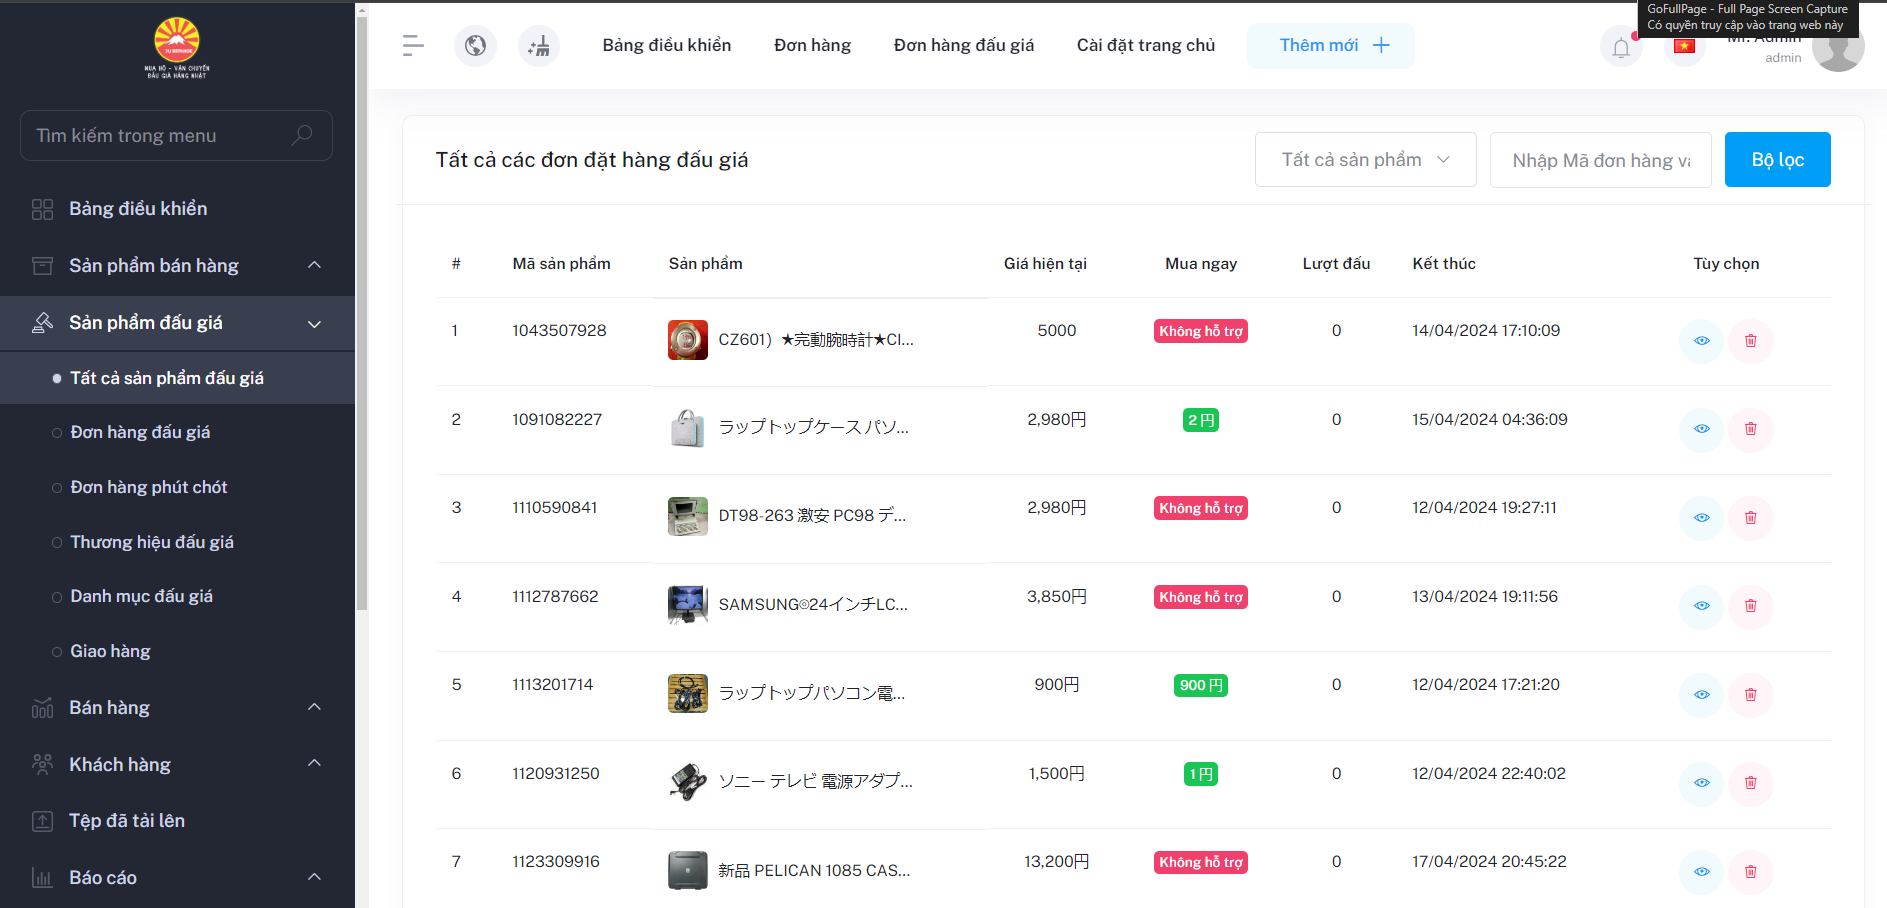 GoFullPage - Full Page Screen Capture
Có quyền truy cập vào trang web này
MUA HỘ - VẬN CHUYỂN
ĐẤU GIÁ HÀNG NHẬT
Bảng điều khiển
Đơn hàng
Đơn hàng đấu giá
Cài đặt trang chủ
Thêm mới +
Mr. Admin
admin
Tìm kiếm trong menu
Bảng điều khiển
Sản phẩm bán hàng
Sản phẩm đấu giá
Tất cả sản phẩm đấu giá
Đơn hàng đấu giá
Đơn hàng phút chót
Thương hiệu đấu giá
Danh mục đấu giá
Giao hàng
Bán hàng
Khách hàng
Tệp đã tải lên
Báo cáo
Tất cả các đơn đặt hàng đấu giá
Tất cả sản phẩm
Nhập Mã đơn hàng và
Bộ lọc
# Mã sản phẩm Sản phẩm Giá hiện tại Mua ngay Lượt đấu Kết thúc Tùy chọn
1 1043507928 CZ601）★完動腕時計★CI... 5000 Không hỗ trợ 0 14/04/2024 17:10:09
2 1091082227 ラップトップケース パソ... 2,980円 2 円 0 15/04/2024 04:36:09
3 1110590841 DT98-263 激安 PC98 デ... 2,980円 Không hỗ trợ 0 12/04/2024 19:27:11
4 1112787662 SAMSUNG◎24インチLC... 3,850円 Không hỗ trợ 0 13/04/2024 19:11:56
5 1113201714 ラップトップパソコン電... 900円 900 円 0 12/04/2024 17:21:20
6 1120931250 ソニー テレビ 電源アダプ... 1,500円 1 円 0 12/04/2024 22:40:02
7 1123309916 新品 PELICAN 1085 CAS... 13,200円 Không hỗ trợ 0 17/04/2024 20:45:22